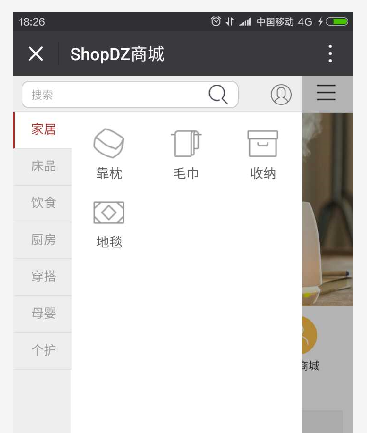 18:26 中国移动 4G
ShopDZ商城
搜索
家居
床品
饮食
厨房
穿搭
母婴
个护
靠枕 毛巾 收纳
地毯
商城